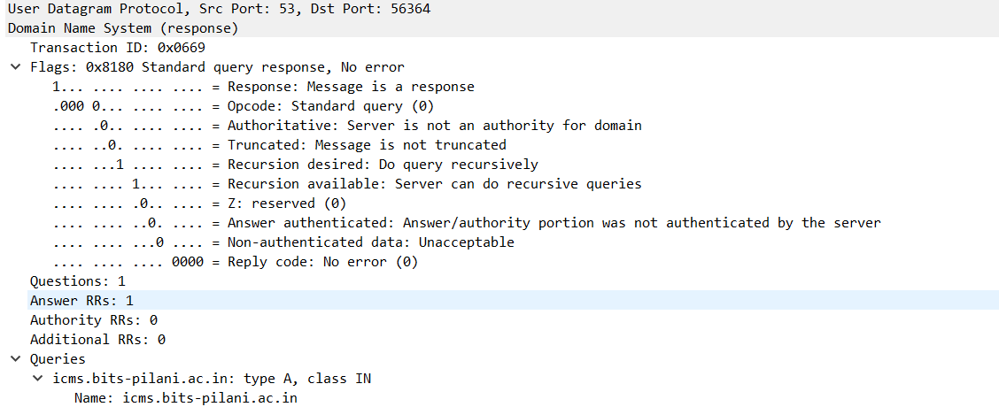 User Datagram Protocol, Src Port: 53, Dst Port: 56364
Domain Name System (response)
Transaction ID: 0x0669
Flags: 0x8180 Standard query response, No error
1... .... .... .... = Response: Message is a response
.000 0... .... .... = Opcode: Standard query (0)
.... .0.. .... .... = Authoritative: Server is not an authority for domain
.... ..0. .... .... = Truncated: Message is not truncated
.... ...1 .... .... = Recursion desired: Do query recursively
.... .... 1... .... = Recursion available: Server can do recursive queries
.... .... .0.. .... = Z: reserved (0)
.... .... ..0. .... = Answer authenticated: Answer/authority portion was not authenticated by the server
.... .... ...0 .... = Non-authenticated data: Unacceptable
.... .... .... 0000 = Reply code: No error (0)
Questions: 1
Answer RRs: 1
Authority RRs: 0
Additional RRs: 0
Queries
icms.bits-pilani.ac.in: type A, class IN
Name: icms.bits-pilani.ac.in